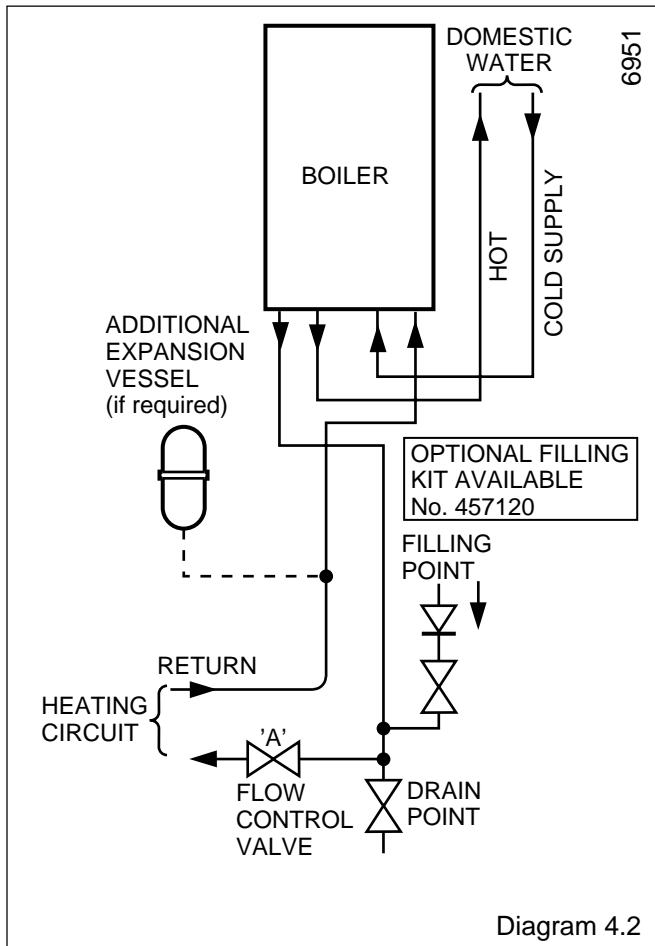 DOMESTIC
WATER
6951
BOILER
HOT
COLD SUPPLY
ADDITIONAL
EXPANSION
VESSEL
(if required)
OPTIONAL FILLING
KIT AVAILABLE
No. 457120
FILLING
POINT
RETURN
HEATING
CIRCUIT
'A'
FLOW
CONTROL
VALVE
DRAIN
POINT
Diagram 4.2